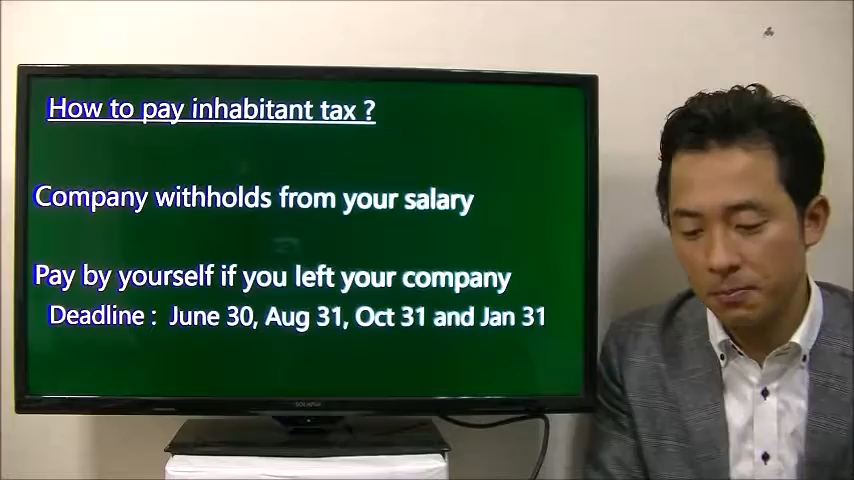 How to pay inhabitant tax ?
Company withholds from your salary
Pay by yourself if you left your company
Deadline : June 30, Aug 31, Oct 31 and Jan 31